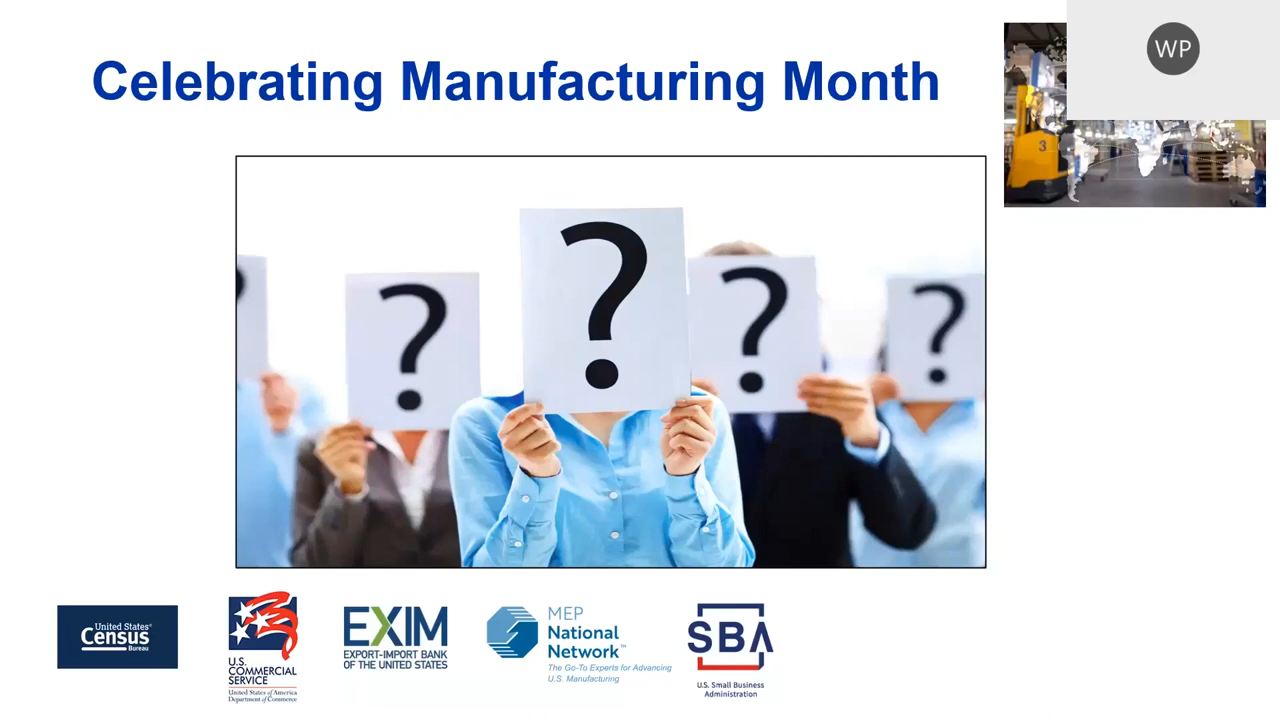 Celebrating Manufacturing Month
WP
3
?
?
?
?
?
United States®
Census
Bureau
U.S.
COMMERCIAL
SERVICE
United States of America
Department of Commerce
EXIM
EXPORT-IMPORT BANK
OF THE UNITED STATES
MEP
National
Network™
The Go-To Experts for Advancing
U.S. Manufacturing
SBA
U.S. Small Business
Administration